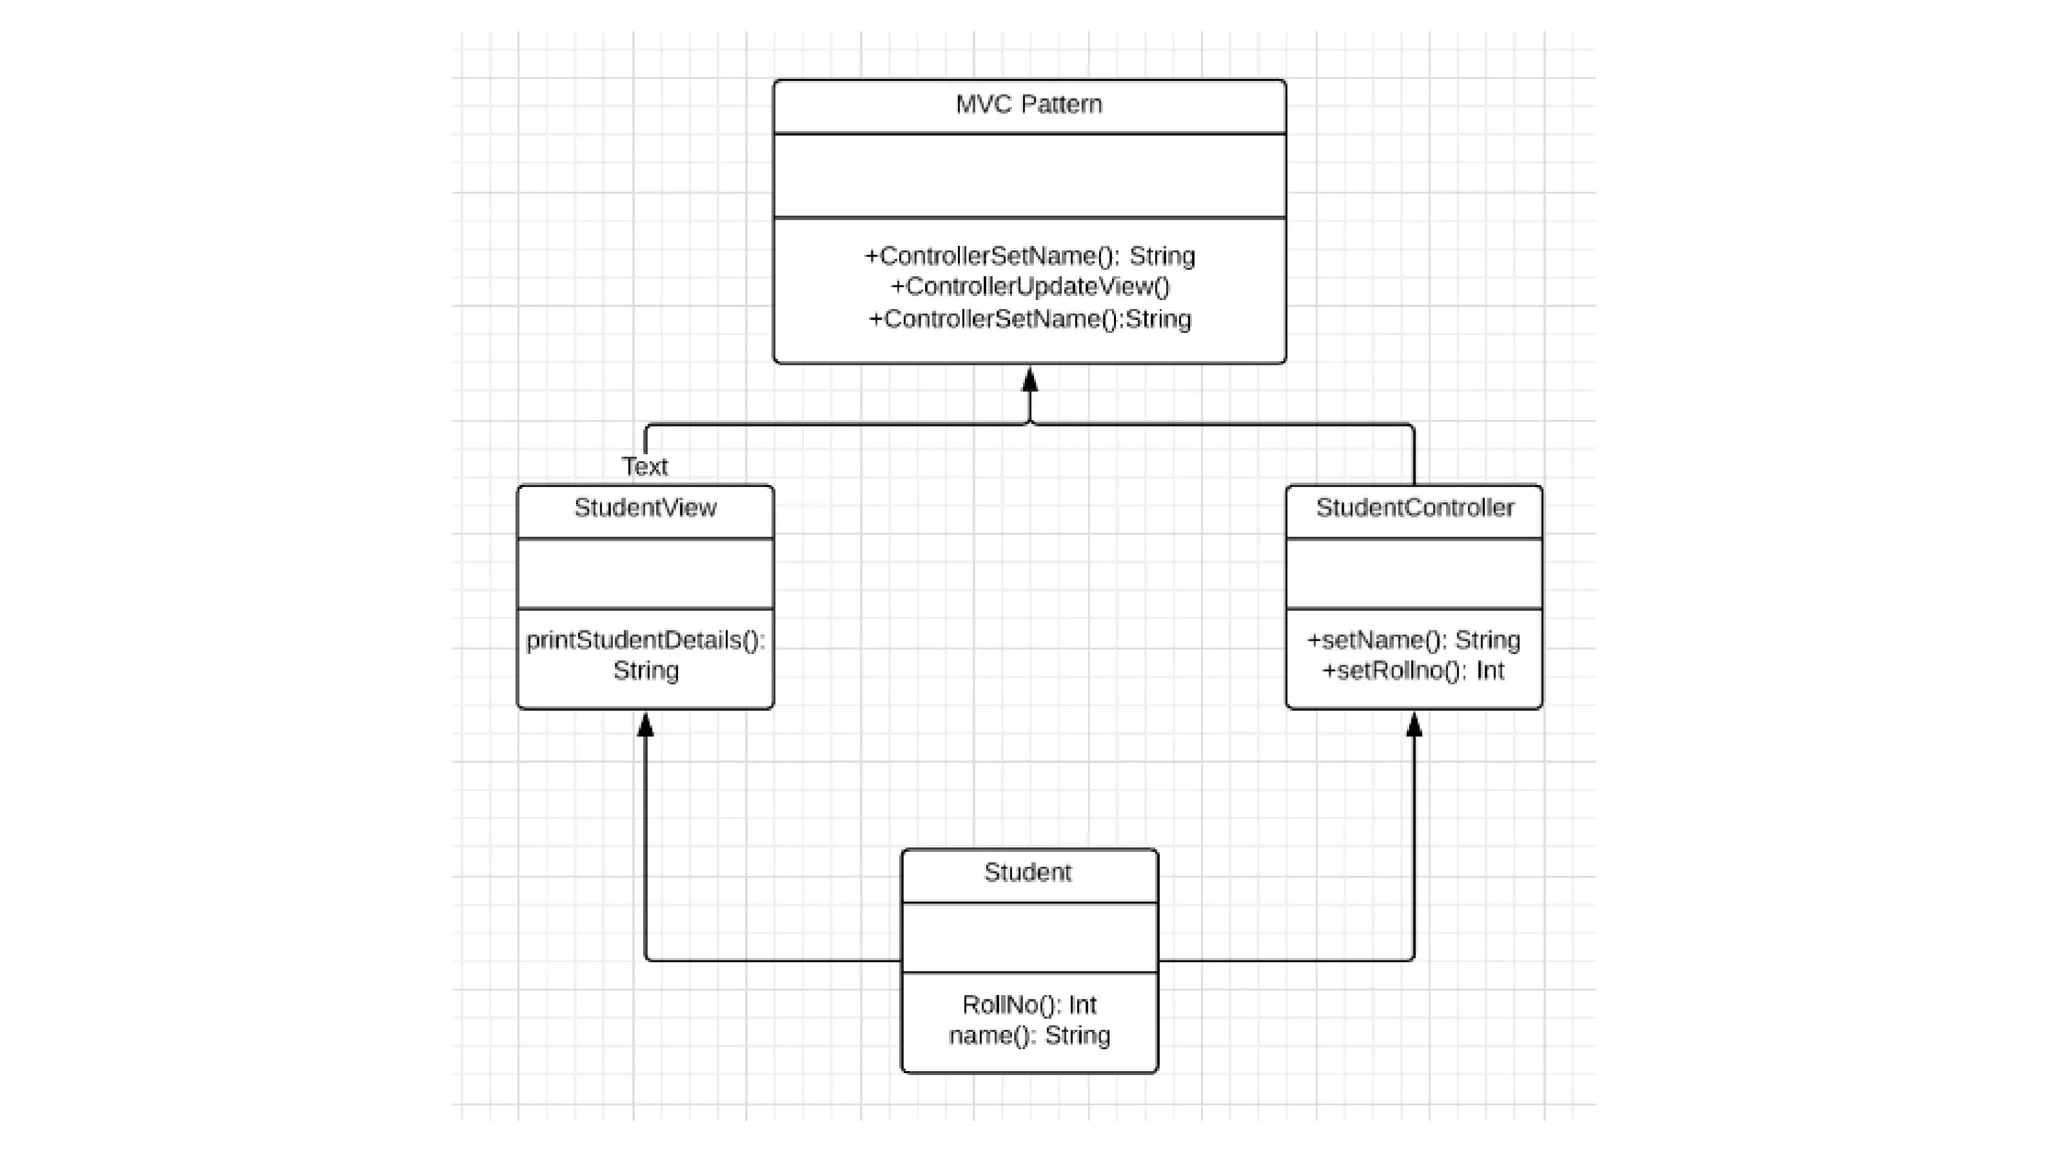 MVC Pattern
+ControllerSetName(): String
+ControllerUpdateView()
+ControllerSetName():String
Text
StudentView
StudentController
printStudentDetails():
String
+setName(): String
+setRollno(): Int
Student
RollNo(): Int
name(): String